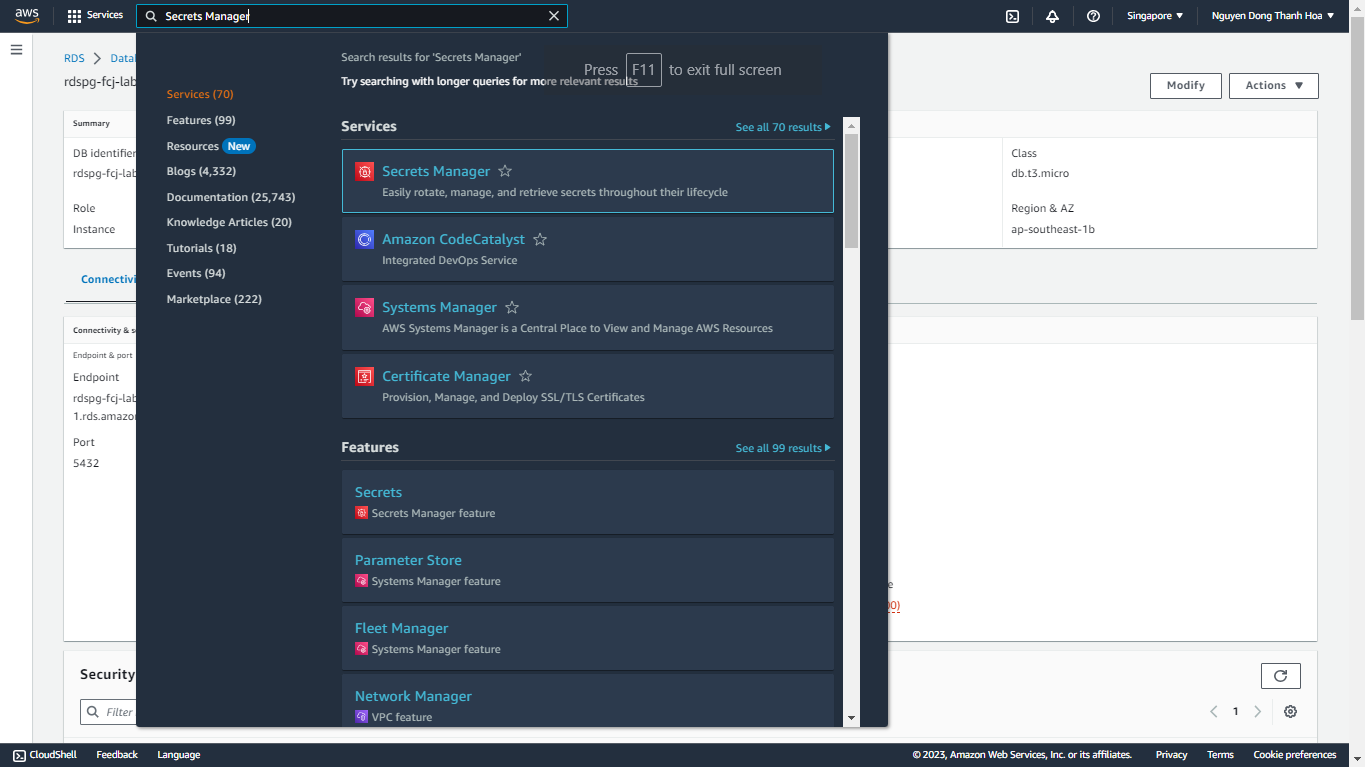 aws
Services
Secrets Manager
Singapore
Nguyen Dong Thanh Hoa
RDS
rdspg-fcj-lab
Modify
Actions
Summary
DB identifier
rdspg-fcj-lab
Role
Instance
Class
db.t3.micro
Region & AZ
ap-southeast-1b
Endpoint & port
Endpoint
rdspg-fcj-lab
1.rds.amazon
Port
5432
Security
Filter
1
Search results for 'Secrets Manager'
Try searching with longer queries for more relevant results
Press F11 to exit full screen
Services (70)
Features (99)
Resources New
Blogs (4,332)
Documentation (25,743)
Knowledge Articles (20)
Tutorials (18)
Events (94)
Marketplace (222)
Services
See all 70 results
Secrets Manager
Easily rotate, manage, and retrieve secrets throughout their lifecycle
Amazon CodeCatalyst
Integrated DevOps Service
Systems Manager
AWS Systems Manager is a Central Place to View and Manage AWS Resources
Certificate Manager
Provision, Manage, and Deploy SSL/TLS Certificates
Features
See all 99 results
Secrets
Secrets Manager feature
Parameter Store
Systems Manager feature
Fleet Manager
Systems Manager feature
Network Manager
VPC feature
CloudShell
Feedback
Language
© 2023, Amazon Web Services, Inc. or its affiliates.
Privacy
Terms
Cookie preferences